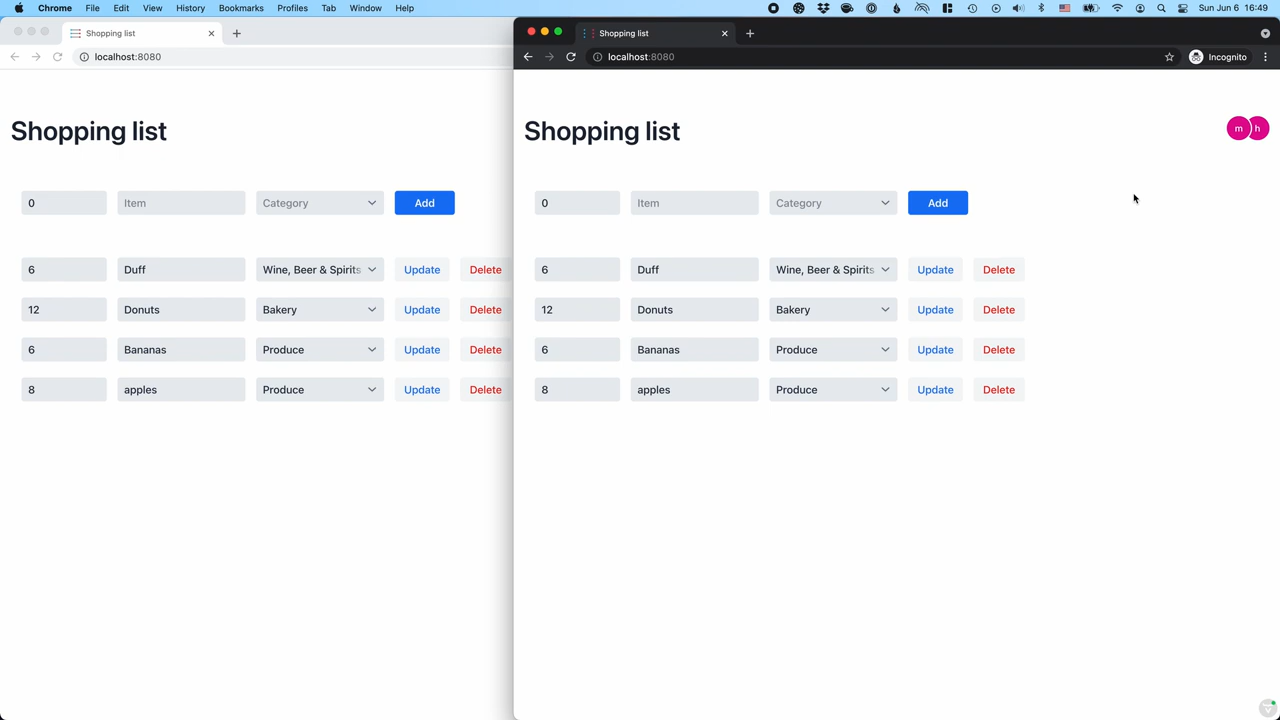 Chrome File Edit View History Bookmarks Profiles Tab Window Help Sun Jun 6 16:49
Shopping list
localhost:8080
Shopping list
0 Item Category Add
6 Duff Wine, Beer & Spirits Update Delete
12 Donuts Bakery Update Delete
6 Bananas Produce Update Delete
8 apples Produce Update Delete
Shopping list
localhost:8080 Incognito
Shopping list m h
0 Item Category Add
6 Duff Wine, Beer & Spirits Update Delete
12 Donuts Bakery Update Delete
6 Bananas Produce Update Delete
8 apples Produce Update Delete